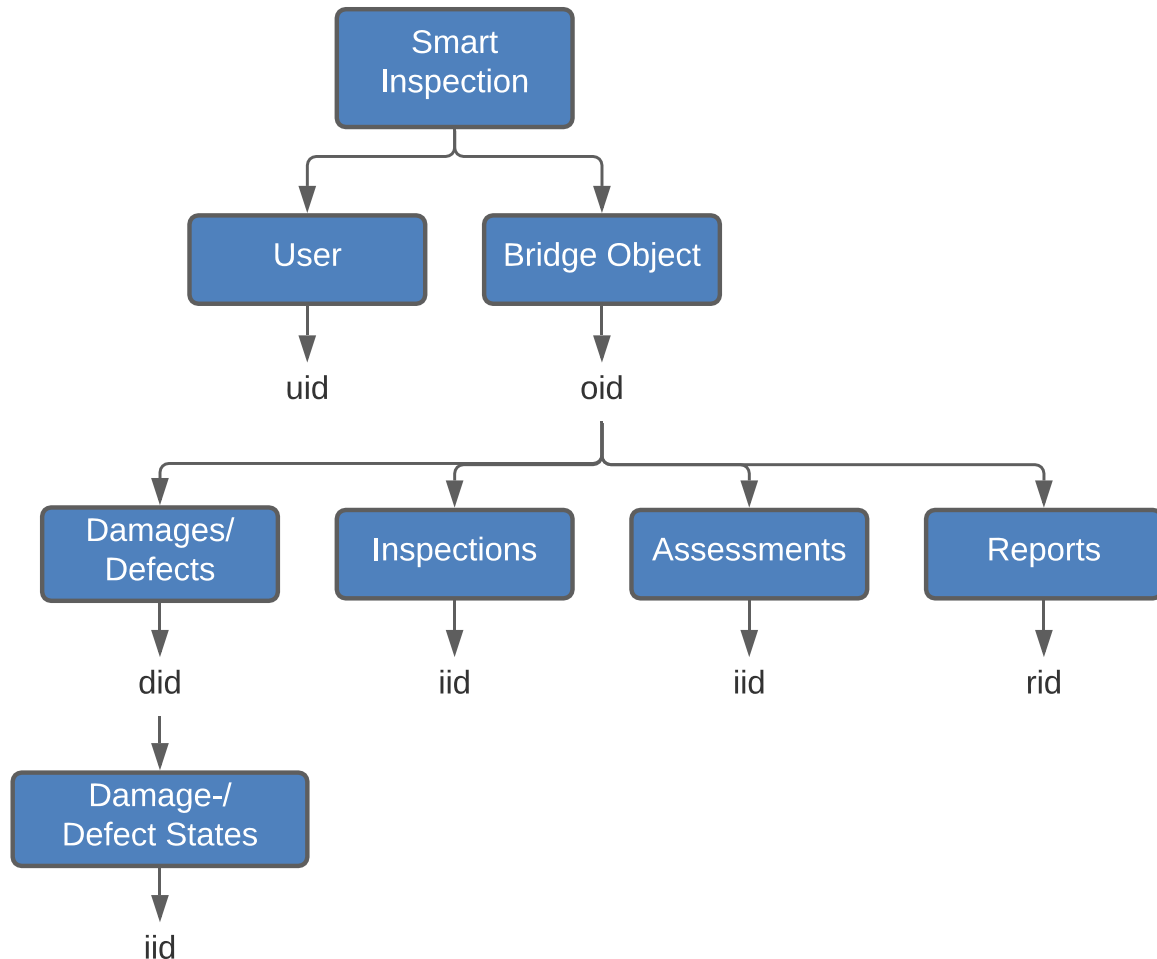 Smart
Inspection
User
Bridge Object
uid
oid
Damages/
Defects
Inspections
Assessments
Reports
did
iid
iid
rid
Damage-/
Defect States
iid